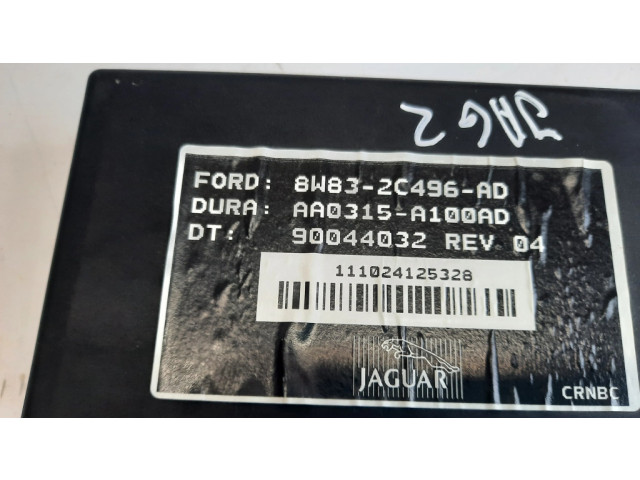 JAG 2
FORD: 8W83-2C496-AD
DURA: AA0315-A100AD
DT: 90044032 REV 04
111024125328
JAGUAR
CRNBC